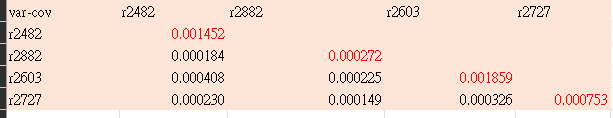 var-cov r2482 r2882 r2603 r2727
r2482 0.001452
r2882 0.000184 0.000272
r2603 0.000408 0.000225 0.001859
r2727 0.000230 0.000149 0.000326 0.000753